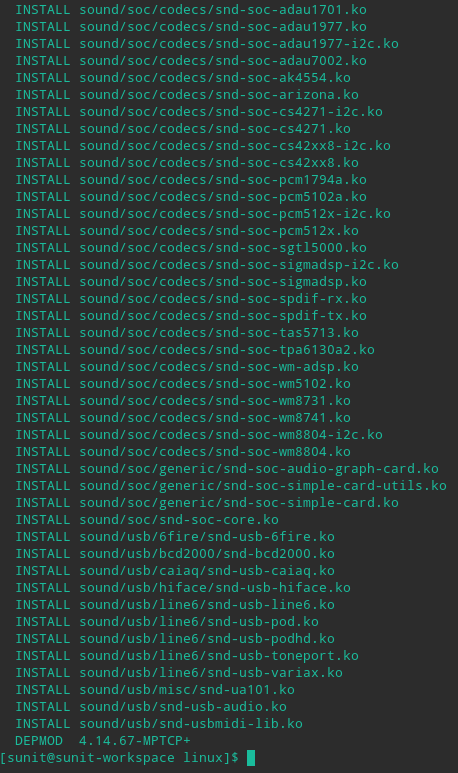 INSTALL sound/soc/codecs/snd-soc-adau1701.ko
INSTALL sound/soc/codecs/snd-soc-adau1977.ko
INSTALL sound/soc/codecs/snd-soc-adau1977-i2c.ko
INSTALL sound/soc/codecs/snd-soc-adau7002.ko
INSTALL sound/soc/codecs/snd-soc-ak4554.ko
INSTALL sound/soc/codecs/snd-soc-arizona.ko
INSTALL sound/soc/codecs/snd-soc-cs4271-i2c.ko
INSTALL sound/soc/codecs/snd-soc-cs4271.ko
INSTALL sound/soc/codecs/snd-soc-cs42xx8-i2c.ko
INSTALL sound/soc/codecs/snd-soc-cs42xx8.ko
INSTALL sound/soc/codecs/snd-soc-pcm1794a.ko
INSTALL sound/soc/codecs/snd-soc-pcm5102a.ko
INSTALL sound/soc/codecs/snd-soc-pcm512x-i2c.ko
INSTALL sound/soc/codecs/snd-soc-pcm512x.ko
INSTALL sound/soc/codecs/snd-soc-sgtl5000.ko
INSTALL sound/soc/codecs/snd-soc-sigmadsp-i2c.ko
INSTALL sound/soc/codecs/snd-soc-sigmadsp.ko
INSTALL sound/soc/codecs/snd-soc-spdif-rx.ko
INSTALL sound/soc/codecs/snd-soc-spdif-tx.ko
INSTALL sound/soc/codecs/snd-soc-tas5713.ko
INSTALL sound/soc/codecs/snd-soc-tpa6130a2.ko
INSTALL sound/soc/codecs/snd-soc-wm-adsp.ko
INSTALL sound/soc/codecs/snd-soc-wm5102.ko
INSTALL sound/soc/codecs/snd-soc-wm8731.ko
INSTALL sound/soc/codecs/snd-soc-wm8741.ko
INSTALL sound/soc/codecs/snd-soc-wm8804-i2c.ko
INSTALL sound/soc/codecs/snd-soc-wm8804.ko
INSTALL sound/soc/generic/snd-soc-audio-graph-card.ko
INSTALL sound/soc/generic/snd-soc-simple-card-utils.ko
INSTALL sound/soc/generic/snd-soc-simple-card.ko
INSTALL sound/soc/snd-soc-core.ko
INSTALL sound/usb/6fire/snd-usb-6fire.ko
INSTALL sound/usb/bcd2000/snd-bcd2000.ko
INSTALL sound/usb/caiaq/snd-usb-caiaq.ko
INSTALL sound/usb/hiface/snd-usb-hiface.ko
INSTALL sound/usb/line6/snd-usb-line6.ko
INSTALL sound/usb/line6/snd-usb-pod.ko
INSTALL sound/usb/line6/snd-usb-podhd.ko
INSTALL sound/usb/line6/snd-usb-toneport.ko
INSTALL sound/usb/line6/snd-usb-variax.ko
INSTALL sound/usb/misc/snd-ua101.ko
INSTALL sound/usb/snd-usb-audio.ko
INSTALL sound/usb/snd-usbmidi-lib.ko
DEPMOD  4.14.67-MPTCP+
[sunit@sunit-workspace linux]$